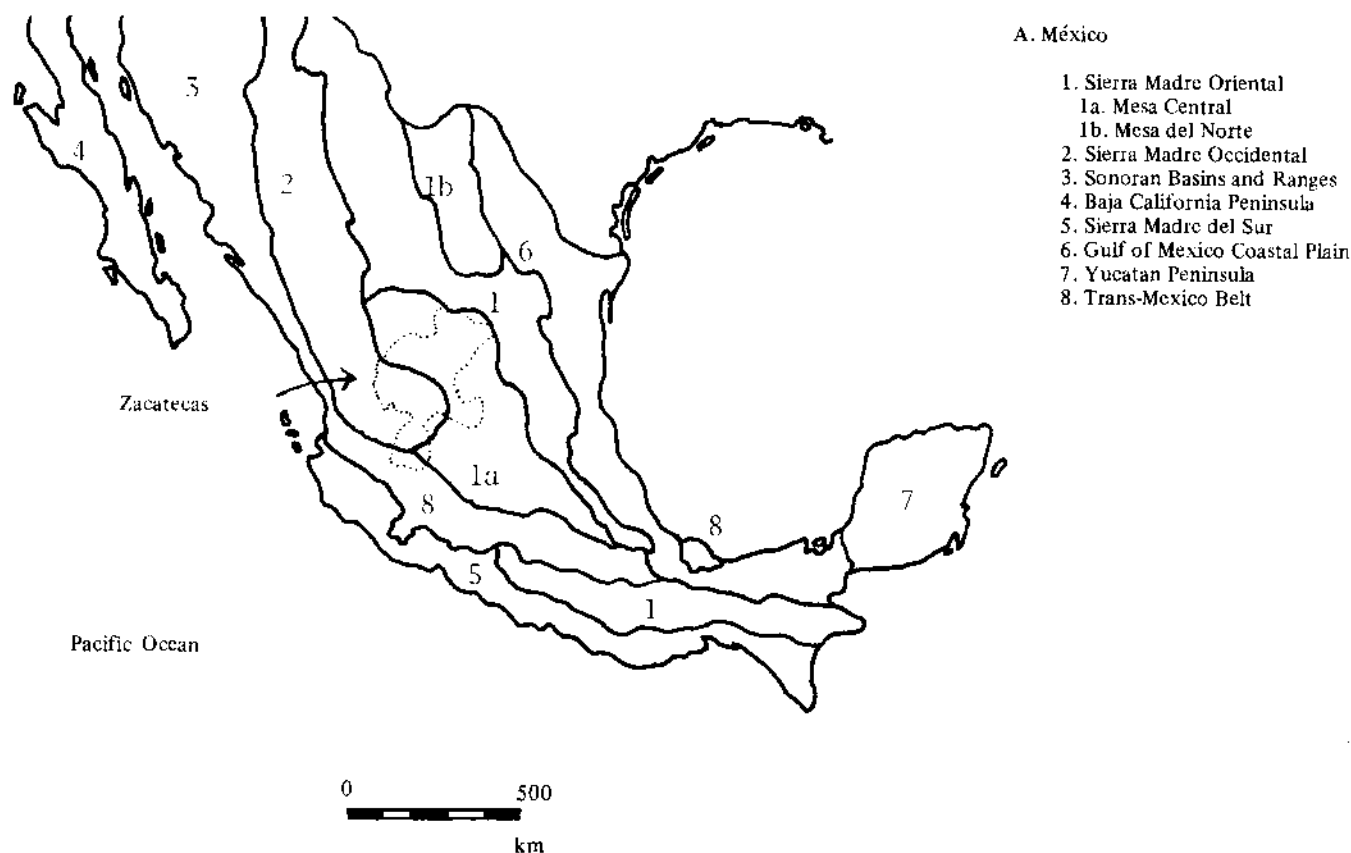 A. México
1. Sierra Madre Oriental
1a. Mesa Central
1b. Mesa del Norte
2. Sierra Madre Occidental
3. Sonoran Basins and Ranges
4. Baja California Peninsula
5. Sierra Madre del Sur
6. Gulf of Mexico Coastal Plain
7. Yucatan Peninsula
8. Trans-Mexico Belt
3
4
2
1b
6
1
Zacatecas
1a
8
8
7
5
1
Pacific Ocean
0 500
km